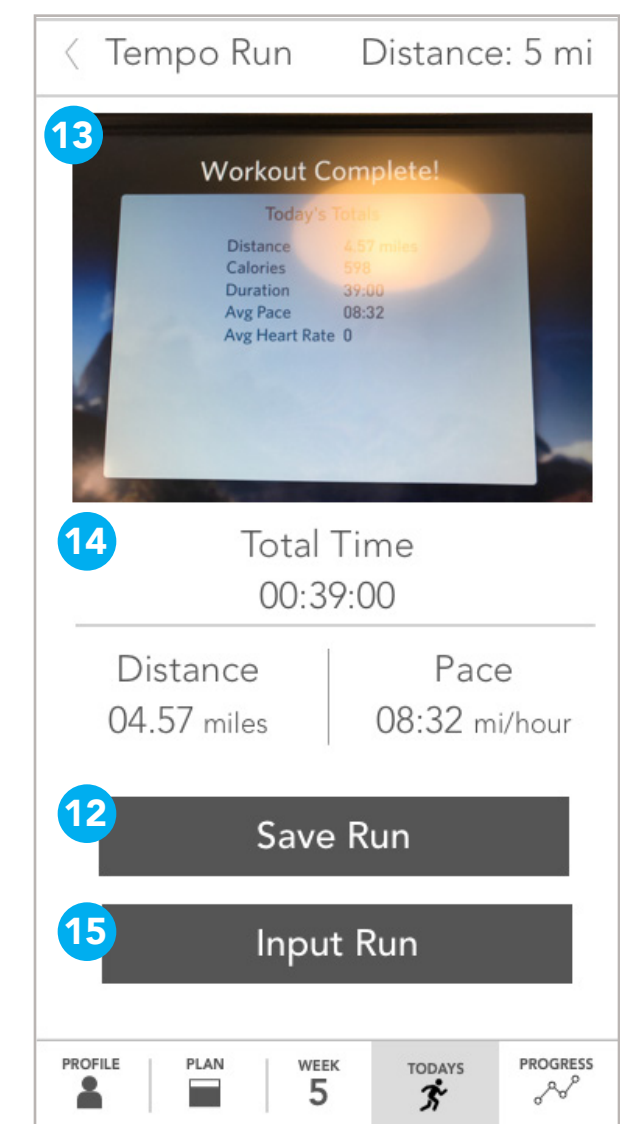 Tempo Run Distance: 5 mi
13
Workout Complete!
Today's Totals
Distance 4.57 miles
Calories 598
Duration 39:00
Avg Pace 08:32
Avg Heart Rate 0
14
Total Time
00:39:00
Distance Pace
04.57 miles 08:32 mi/hour
12
Save Run
15
Input Run
PROFILE PLAN WEEK TODAYS PROGRESS
5